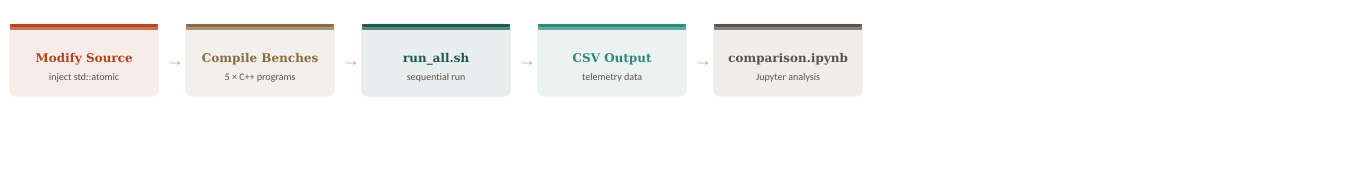 Modify Source
inject std::atomic
→
Compile Benches
5 × C++ programs
→
run_all.sh
sequential run
→
CSV Output
telemetry data
→
comparison.ipynb
Jupyter analysis